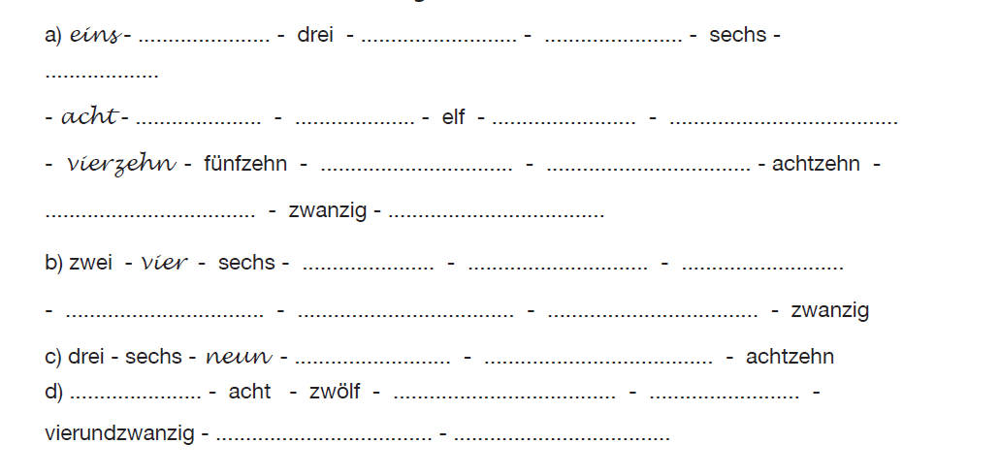 a) eins - ...................... - drei - .......................... - ....................... - sechs -
...................
- acht - ..................... - .................... - elf - ........................ - ......................................
- vierzehn - fünfzehn - ................................ - .................................. - achtzehn -
................................... - zwanzig - ....................................
b) zwei - vier - sechs - ...................... - .............................. - ...........................
- ................................. - .................................... - ................................... - zwanzig
c) drei - sechs - neun - .......................... - ...................................... - achtzehn
d) ...................... - acht - zwölf - ..................................... - ......................... -
vierundzwanzig - .................................... - ....................................